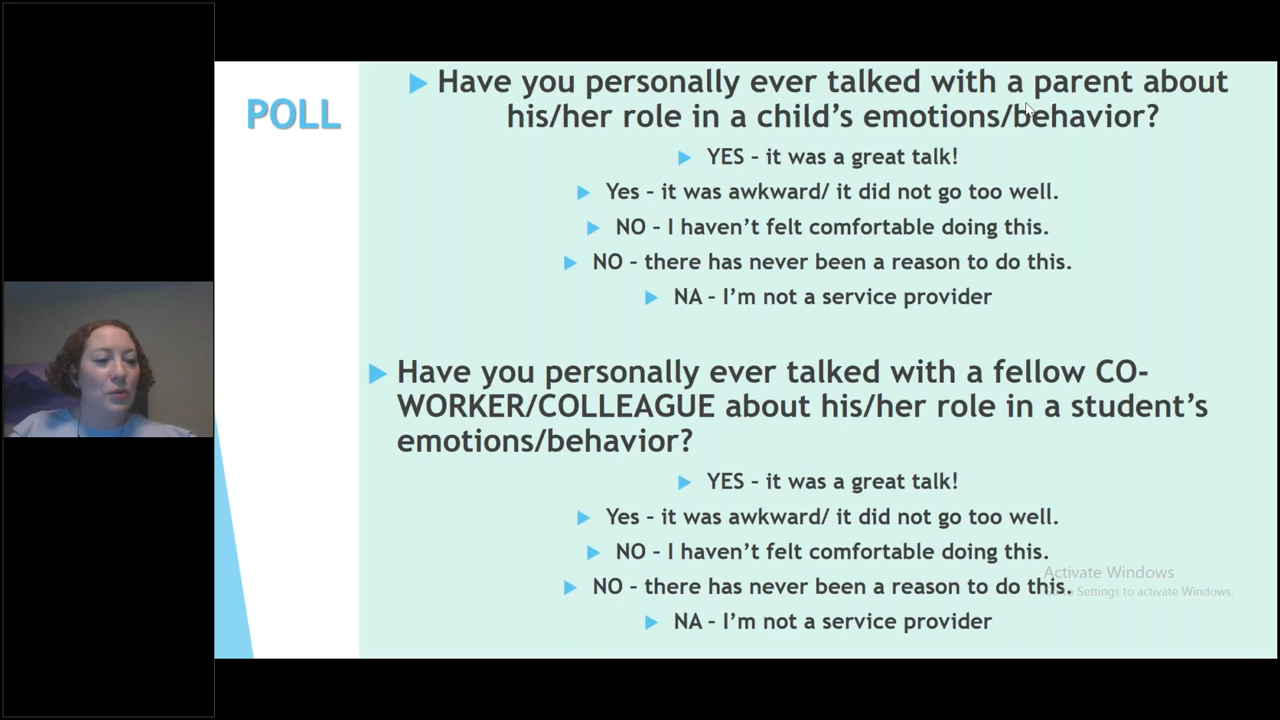 POLL
Have you personally ever talked with a parent about
his/her role in a child's emotions/behavior?
YES – it was a great talk!
Yes – it was awkward/ it did not go too well.
NO – I haven't felt comfortable doing this.
NO – there has never been a reason to do this.
NA – I'm not a service provider
Have you personally ever talked with a fellow CO-
WORKER/COLLEAGUE about his/her role in a student's
emotions/behavior?
YES – it was a great talk!
Yes – it was awkward/ it did not go too well.
NO – I haven't felt comfortable doing this.
NO – there has never been a reason to do this.
NA – I'm not a service provider
Activate Windows
Go to Settings to activate Windows.